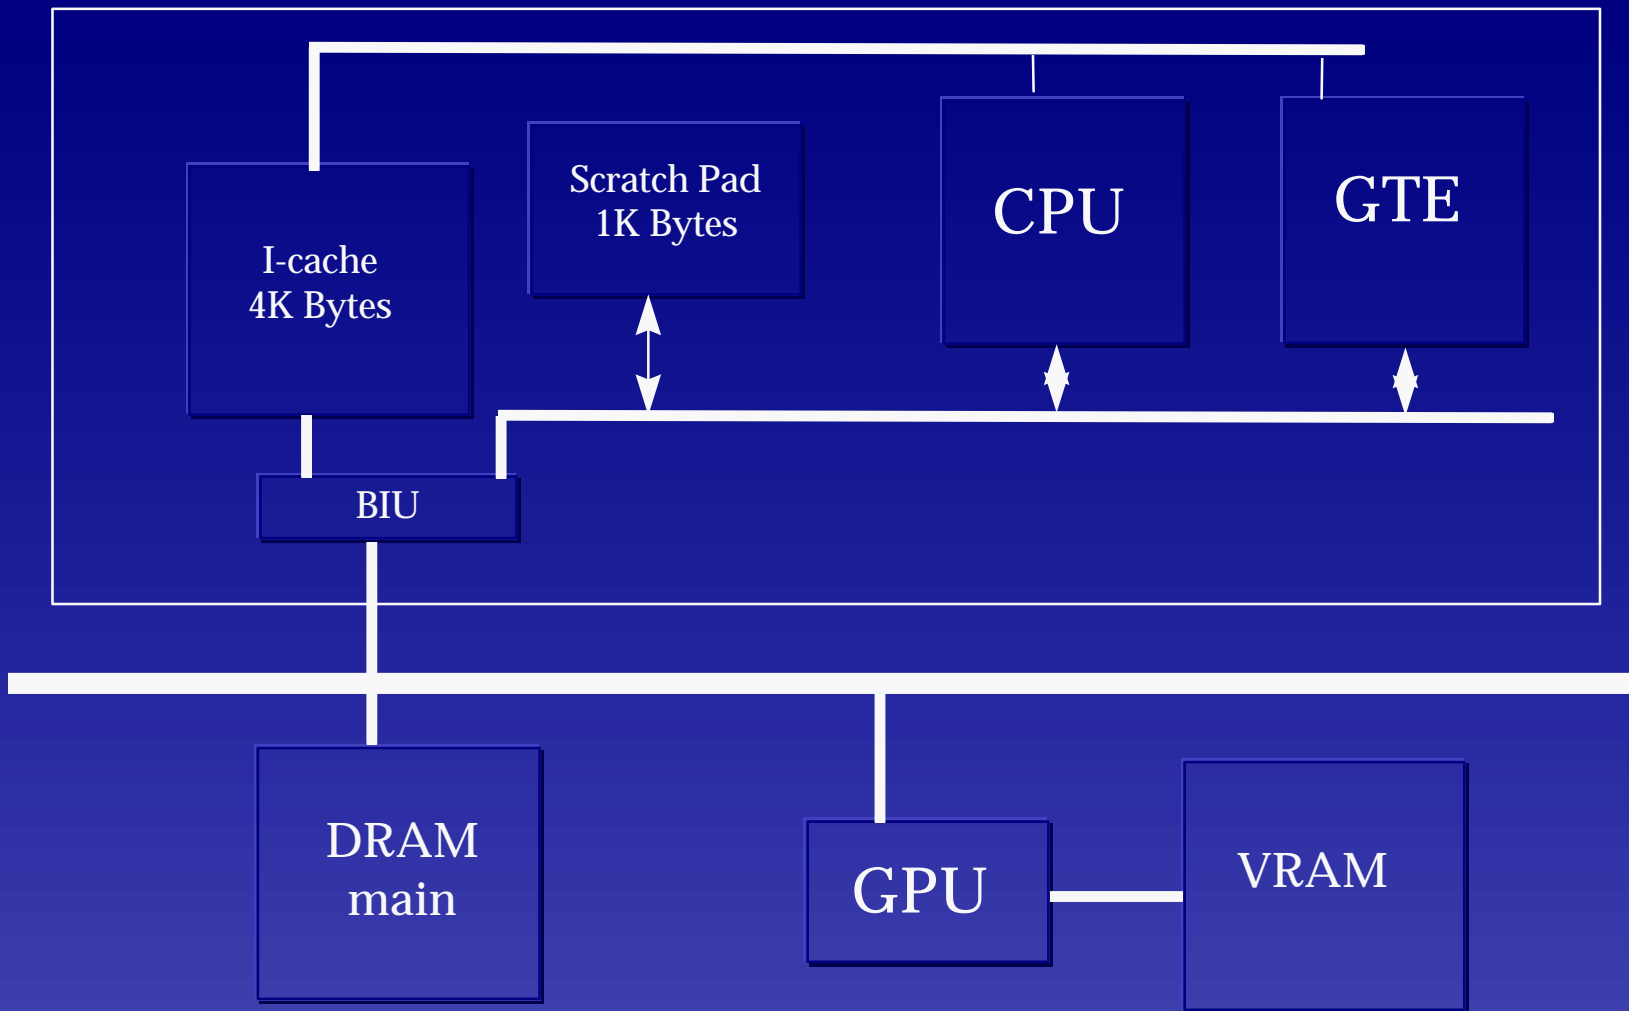 I-cache
4K Bytes
Scratch Pad
1K Bytes
CPU
GTE
BIU
DRAM
main
GPU
VRAM